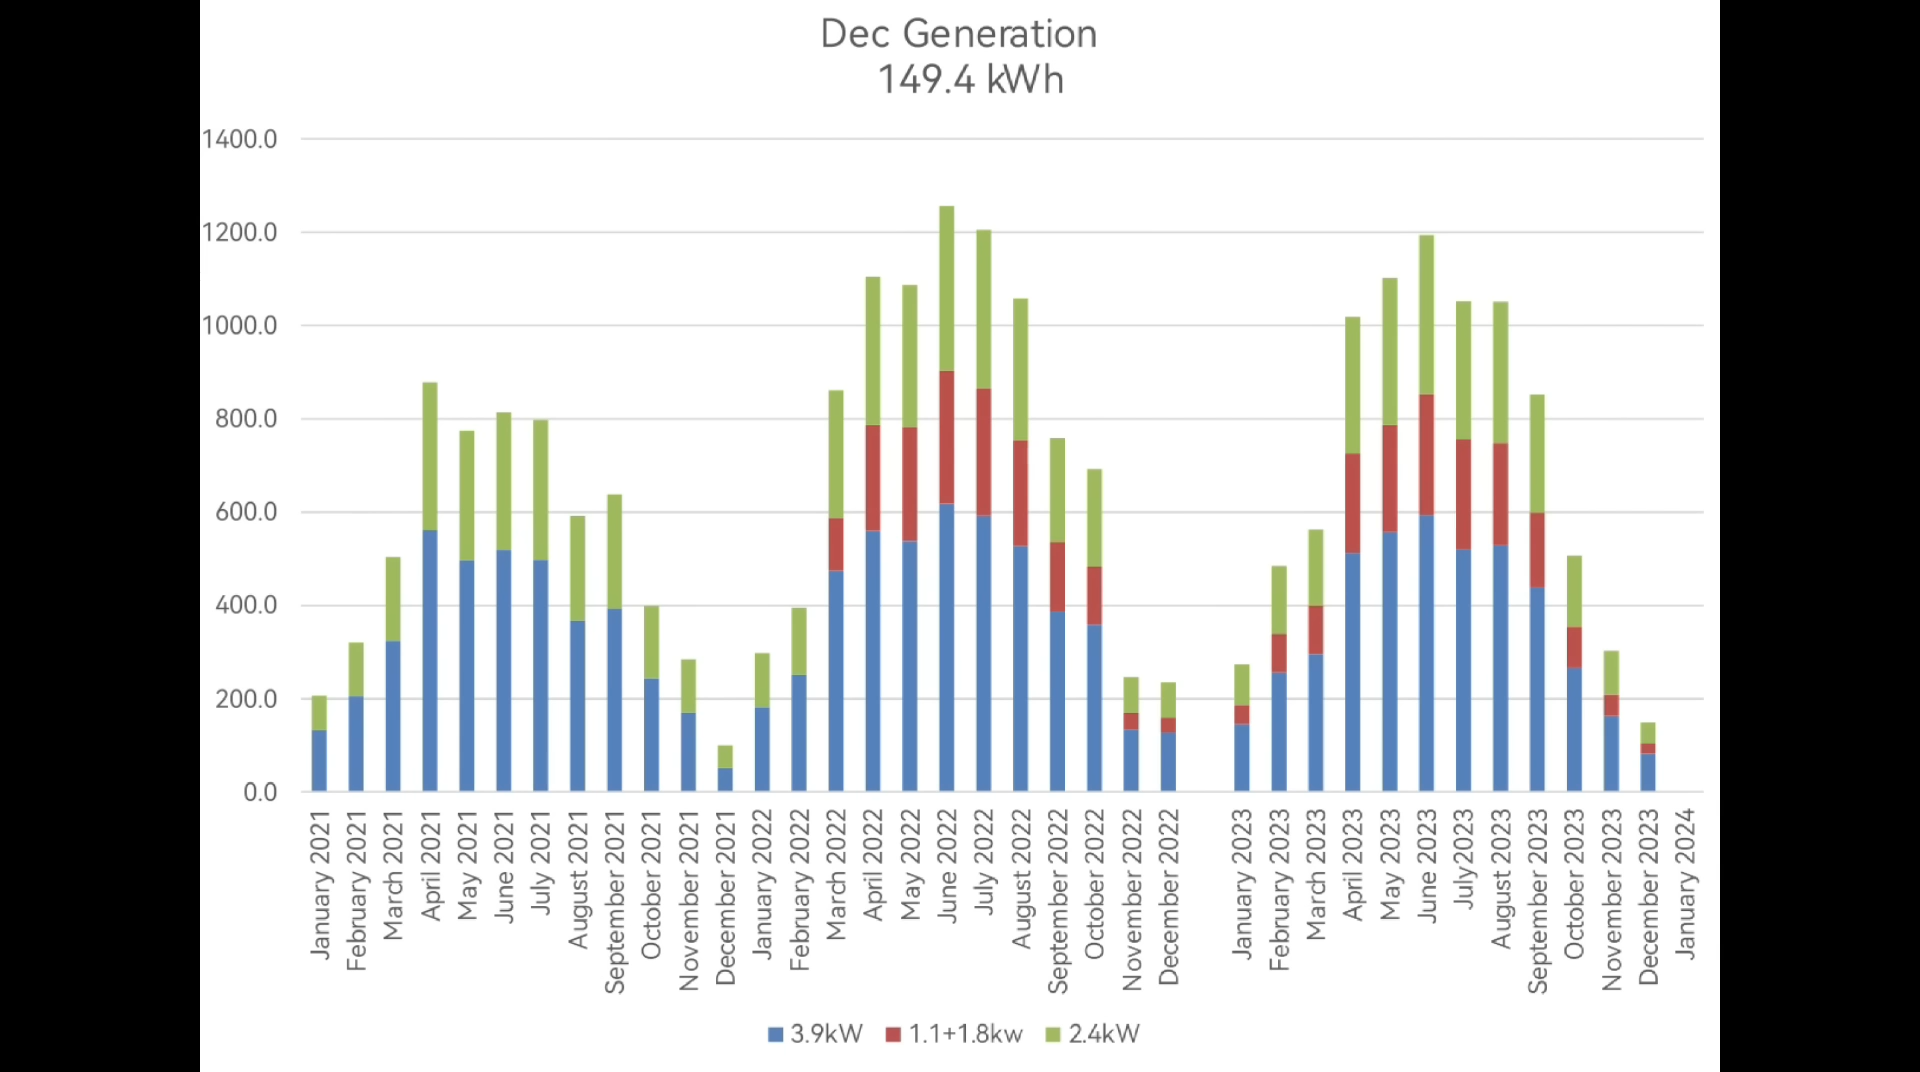 Dec Generation
149.4 kWh
1400.0
1200.0
1000.0
800.0
600.0
400.0
200.0
0.0
January 2021
February 2021
March 2021
April 2021
May 2021
June 2021
July 2021
August 2021
September 2021
October 2021
November 2021
December 2021
January 2022
February 2022
March 2022
April 2022
May 2022
June 2022
July 2022
August 2022
September 2022
October 2022
November 2022
December 2022
January 2023
February 2023
March 2023
April 2023
May 2023
June 2023
July2023
August 2023
September 2023
October 2023
November 2023
December 2023
January 2024
3.9kW 1.1+1.8kw 2.4kW